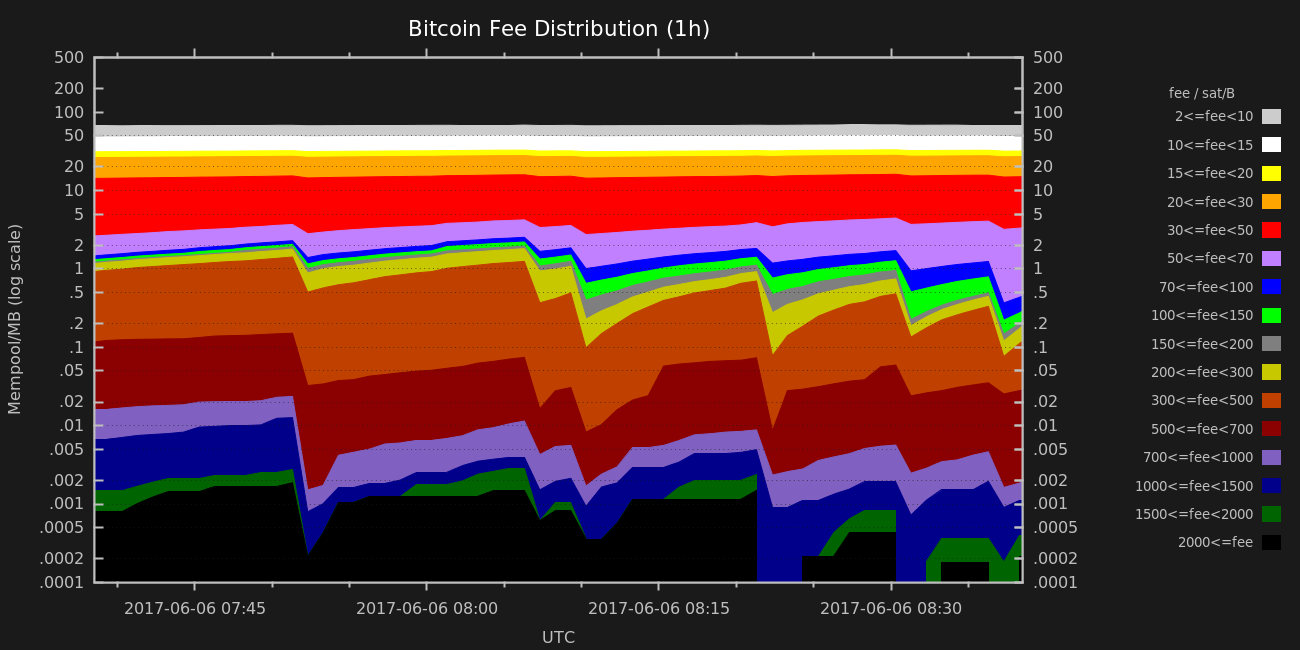 Bitcoin Fee Distribution (1h)
Mempool/MB (log scale)
500
200
100
50
20
10
5
2
1
.5
.2
.1
.05
.02
.01
.005
.002
.001
.0005
.0002
.0001
500
200
100
50
20
10
5
2
1
.5
.2
.1
.05
.02
.01
.005
.002
.001
.0005
.0002
.0001
2017-06-06 07:45
2017-06-06 08:00
2017-06-06 08:15
2017-06-06 08:30
UTC
fee / sat/B
2<=fee<10
10<=fee<15
15<=fee<20
20<=fee<30
30<=fee<50
50<=fee<70
70<=fee<100
100<=fee<150
150<=fee<200
200<=fee<300
300<=fee<500
500<=fee<700
700<=fee<1000
1000<=fee<1500
1500<=fee<2000
2000<=fee